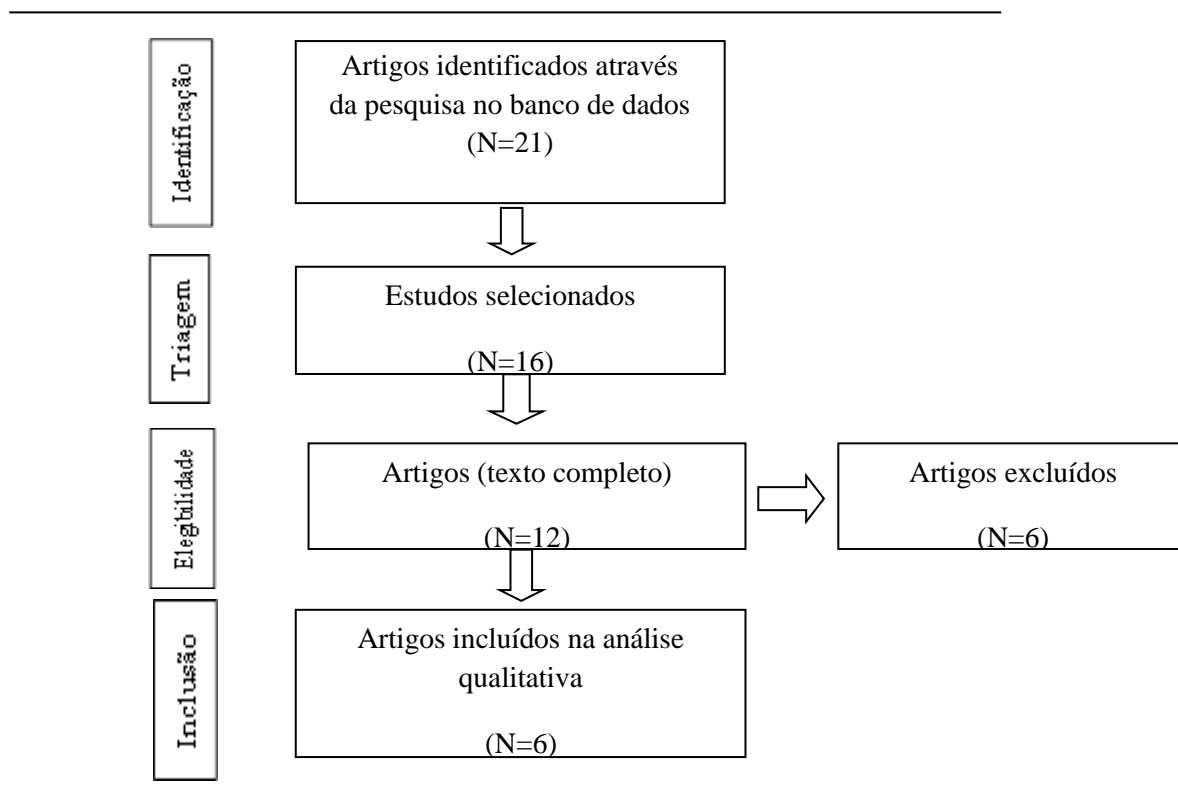 Identificação
Artigos identificados através
da pesquisa no banco de dados
(N=21)
Triagem
Estudos selecionados
(N=16)
Elegibilidade
Artigos (texto completo)
(N=12)
Artigos excluídos
(N=6)
Inclusão
Artigos incluídos na análise
qualitativa
(N=6)